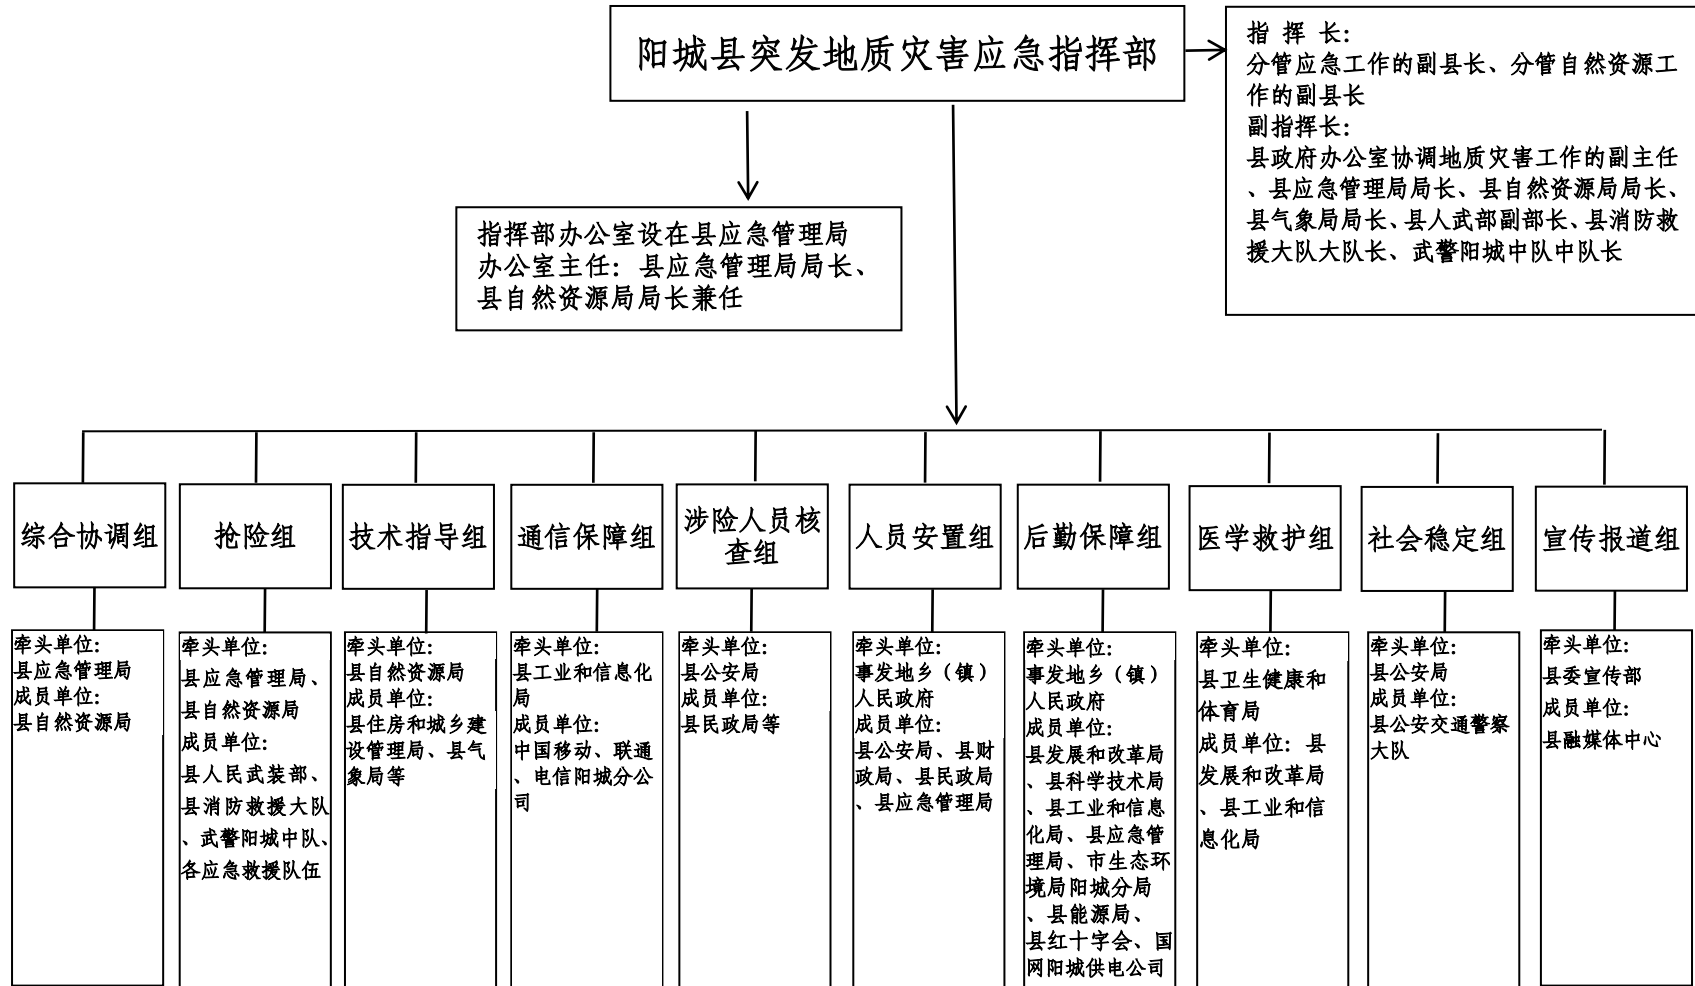 阳城县突发地质灾害应急指挥部
指 挥 长：
分管应急工作的副县长、分管自然资源工
作的副县长
副指挥长：
县政府办公室协调地质灾害工作的副主任
、县应急管理局局长、县自然资源局局长、
县气象局局长、县人武部副部长、县消防救
援大队大队长、武警阳城中队中队长
指挥部办公室设在县应急管理局
办公室主任：县应急管理局局长、
县自然资源局局长兼任
综合协调组
抢险组
技术指导组
通信保障组
涉险人员核
查组
人员安置组
后勤保障组
医学救护组
社会稳定组
宣传报道组
牵头单位：
县应急管理局
成员单位：
县自然资源局
牵头单位：
县应急管理局、
县自然资源局
成员单位：
县人民武装部、
县消防救援大队
、武警阳城中队、
各应急救援队伍
牵头单位：
县自然资源局
成员单位：
县住房和城乡建
设管理局、县气
象局等
牵头单位：
县工业和信息化
局
成员单位：
中国移动、联通
、电信阳城分公
司
牵头单位：
县公安局
成员单位：
县民政局等
牵头单位：
事发地乡（镇）
人民政府
成员单位：
县公安局、县财
政局、县民政局
、县应急管理局
牵头单位：
事发地乡（镇）
人民政府
成员单位：
县发展和改革局
、县科学技术局
、县工业和信息
化局、县应急管
理局、市生态环
境局阳城分局
、县能源局、
县红十字会、国
网阳城供电公司
牵头单位：
县卫生健康和
体育局
成员单位：县
发展和改革局
、县工业和信
息化局
牵头单位：
县公安局
成员单位：
县公安交通警察
大队
牵头单位：
县委宣传部
成员单位：
县融媒体中心